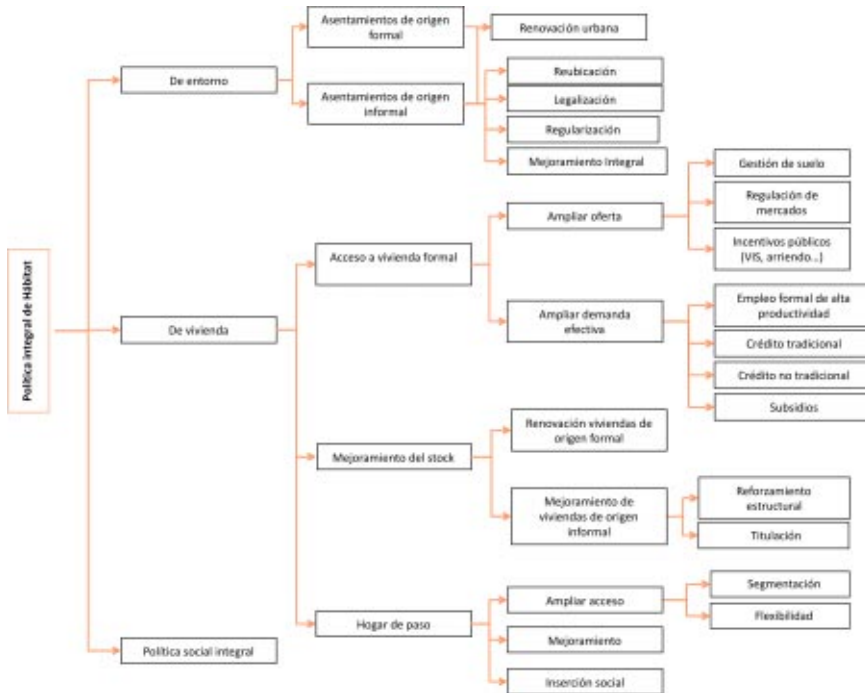 Política integral de Hábitat
De entorno
Asentamientos de origen
formal
Asentamientos de origen
informal
Renovación urbana
Reubicación
Legalización
Regularización
Mejoramiento Integral
De vivienda
Acceso a vivienda formal
Ampliar oferta
Gestión de suelo
Regulación de
mercados
Incentivos públicos
(VIS, arriendo...)
Ampliar demanda
efectiva
Empleo formal de alta
productividad
Crédito tradicional
Crédito no tradicional
Subsidios
Mejoramiento del stock
Renovación viviendas de
origen formal
Mejoramiento de
viviendas de origen
informal
Reforzamiento
estructural
Titulación
Hogar de paso
Ampliar acceso
Segmentación
Flexibilidad
Mejoramiento
Inserción social
Política social integral